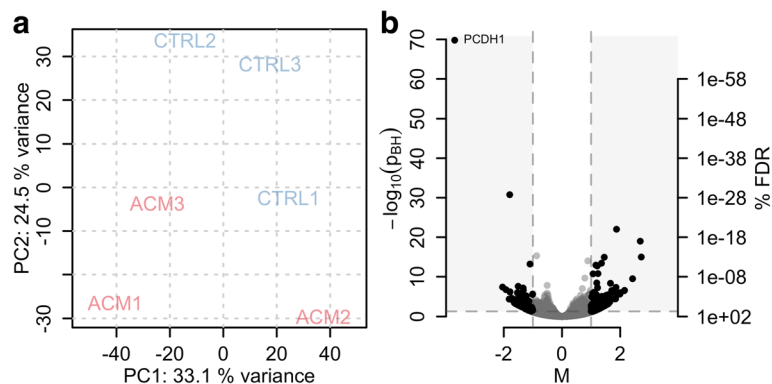 a
CTRL2
CTRL3
CTRL1
ACM3
ACM1
ACM2
30
20
10
0
-10
-30
PC2: 24.5 % variance
-40
-20
0
20
40
PC1: 33.1 % variance
b
PCDH1
70
60
50
40
30
20
10
0
−log10(pBH)
1e-58
1e-48
1e-38
1e-28
1e-18
1e-08
1e+02
% FDR
-2
0
2
M